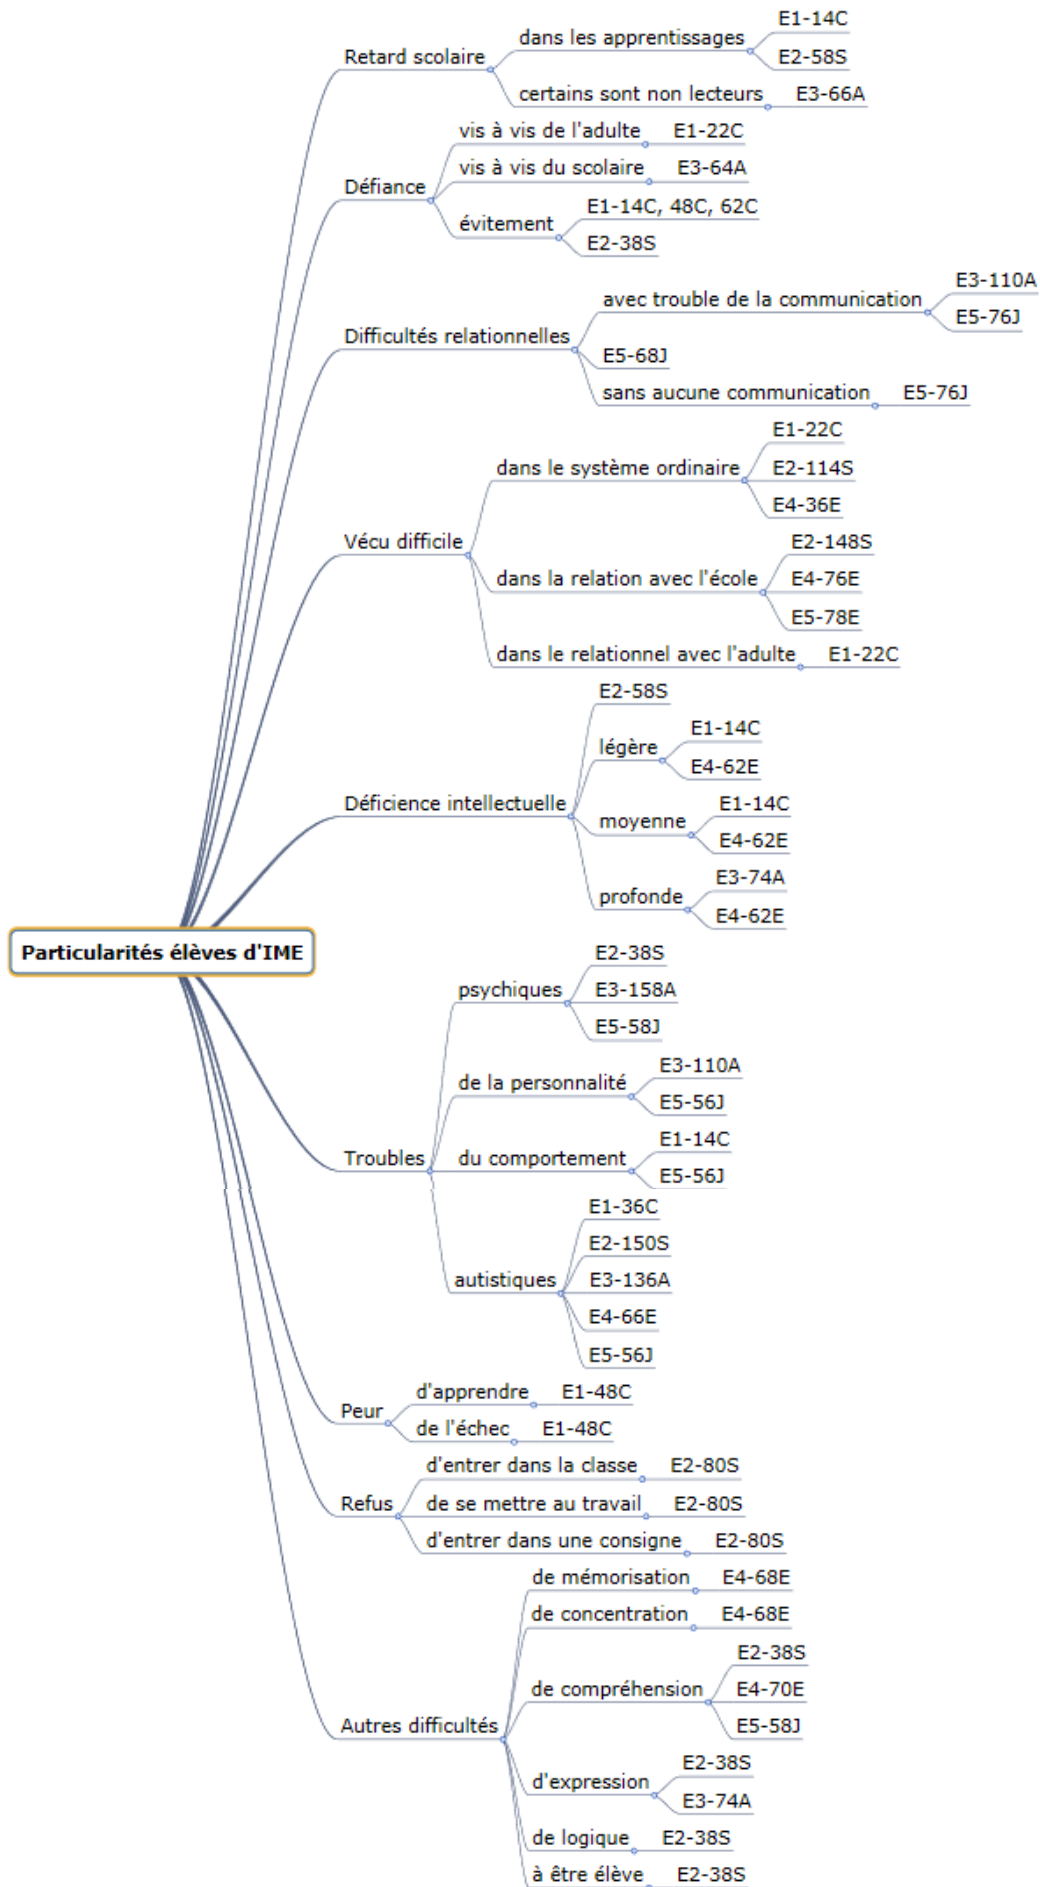 Particularités élèves d'IME
Retard scolaire
dans les apprentissages
E1-14C
E2-58S
certains sont non lecteurs
E3-66A
Défiance
vis à vis de l'adulte
E1-22C
vis à vis du scolaire
E3-64A
évitement
E1-14C, 48C, 62C
E2-38S
Difficultés relationnelles
avec trouble de la communication
E3-110A
E5-76J
E5-68J
sans aucune communication
E5-76J
Vécu difficile
dans le système ordinaire
E1-22C
E2-114S
E4-36E
dans la relation avec l'école
E2-148S
E4-76E
E5-78E
dans le relationnel avec l'adulte
E1-22C
Déficience intellectuelle
E2-58S
légère
E1-14C
E4-62E
moyenne
E1-14C
E4-62E
profonde
E3-74A
E4-62E
Troubles
psychiques
E2-38S
E3-158A
E5-58J
de la personnalité
E3-110A
E5-56J
du comportement
E1-14C
E5-56J
autistiques
E1-36C
E2-150S
E3-136A
E4-66E
E5-56J
Peur
d'apprendre
E1-48C
de l'échec
E1-48C
Refus
d'entrer dans la classe
E2-80S
de se mettre au travail
E2-80S
d'entrer dans une consigne
E2-80S
Autres difficultés
de mémorisation
E4-68E
de concentration
E4-68E
de compréhension
E2-38S
E4-70E
E5-58J
d'expression
E2-38S
E3-74A
de logique
E2-38S
à être élève
E2-38S